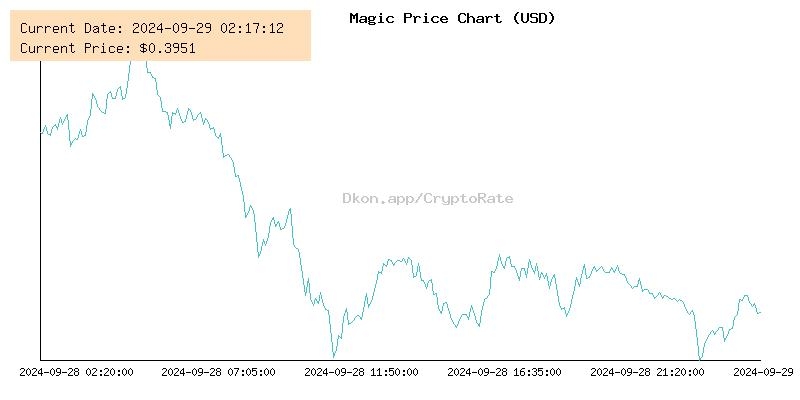 Magic Price Chart (USD)
Current Date: 2024-09-29 02:17:12
Current Price: $0.3951
Dkon.app/CryptoRate
2024-09-28 02:20:00 2024-09-28 07:05:00 2024-09-28 11:50:00 2024-09-28 16:35:00 2024-09-28 21:20:00 2024-09-29